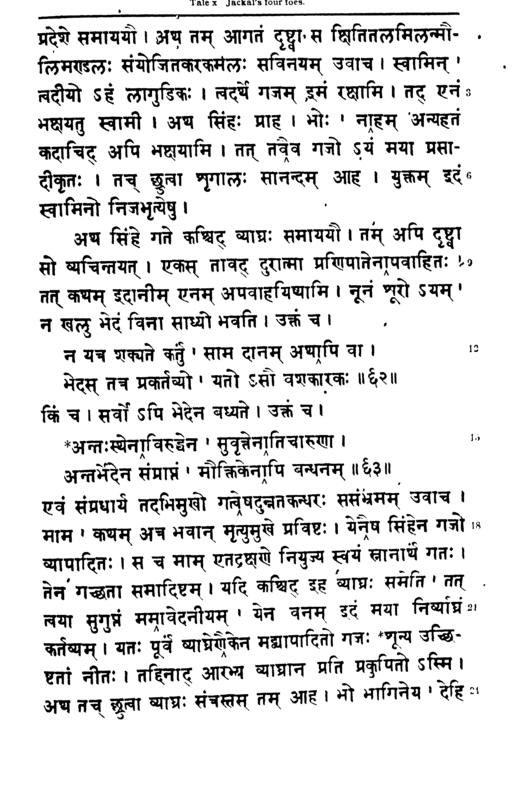 Tale x Jackal's four foes.
प्रदेशे समाययौ । अथ तम् आगतं दृष्ट्वा स क्षितितलमिलन्मौ-
लिमण्डलः संयोजितकरकमलः सविनयम् उवाच । स्वामिन् '
त्वदीयो ऽहं लागुडिकः । त्वदर्थे गजम् इमं रक्षामि । तद् एनं 3
भक्षयतु स्वामी । अथ सिंहः प्राह । भोः ' नाहम् अन्यहतं
कदाचिद् अपि भक्षयामि । तत् तवैव गजो ऽयं मया प्रसा-
दीकृतः । तच् छ्रुत्वा शृगालः सानन्दम् आह । युक्तम् इदं 6
स्वामिनो निजभृत्येषु ।
अथ सिंहे गते कश्चिद् व्याघ्रः समाययौ । तम् अपि दृष्ट्वा
सो व्यचिन्तयत् । एकस् तावद् दुरात्मा प्रणिपातेनापवाहितः । 9
तत् कथम् इदानीम् एनम् अपवाहयिष्यामि । नूनं शूरो ऽयम् '
न खलु भेदं विना साध्यो भवति । उक्तं च ।
न यत्र शक्यते कर्तुं ' साम दानम् अथापि वा । 12
भेदस् तत्र प्रकर्तव्यो ' यतो ऽसौ वशकारकः ॥६२॥
किं च । सर्वो ऽपि भेदेन बध्यते । उक्तं च ।
*अन्तःस्थेनाविरुद्धेन ' सुवृत्तेनातिचारुणा । 15
अन्तर्भेदेन संप्राप्तं ' मौक्तिकेनापि बन्धनम् ॥६३॥
एवं संप्रधार्य तदभिमुखो गत्वेषदुन्नतकन्धरः ससंभ्रमम् उवाच ।
माम ' कथम् अत्र भवान् मृत्युमुखे प्रविष्टः । येनैष सिंहेन गजो 18
व्यापादितः । स च माम् एतद्रक्षणे नियुज्य स्वयं स्नानार्थं गतः ।
तेन गच्छता समादिष्टम् । यदि कश्चिद् इह व्याघ्रः समेति ' तत्
त्वया सुगुप्तं ममावेदनीयम् ' येन वनम् इदं मया निर्व्याघ्रं 21
कर्तव्यम् । यतः पूर्वं व्याघ्रेणैकेन मद्व्यापादितो गजः *शून्य उच्छि-
ष्टतां नीतः । तद्दिनाद् आरभ्य व्याघ्रान् प्रति प्रकुपितो ऽस्मि ।
अथ तच् छ्रुत्वा व्याघ्रः संत्रस्तम् तम् आह । भो भागिनेय ' देहि 24